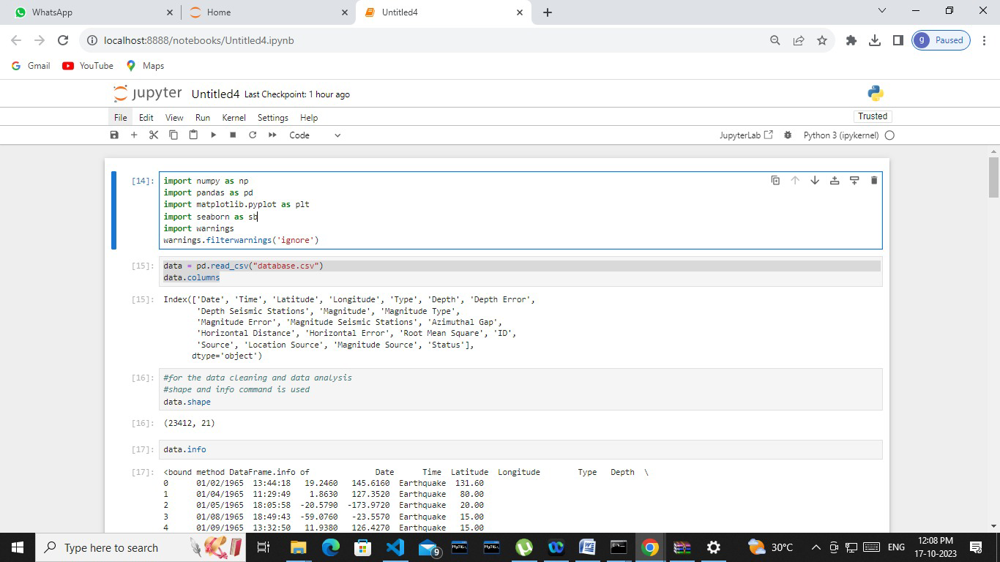 WhatsApp
Home
Untitled4
localhost:8888/notebooks/Untitled4.ipynb
g Paused
Gmail YouTube Maps
jupyter Untitled4 Last Checkpoint: 1 hour ago
File Edit View Run Kernel Settings Help
Trusted
Code
JupyterLab Python 3 (ipykernel)
[14]: import numpy as np
import pandas as pd
import matplotlib.pyplot as plt
import seaborn as sb
import warnings
warnings.filterwarnings('ignore')
[15]: data = pd.read_csv("database.csv")
data.columns
[15]: Index(['Date', 'Time', 'Latitude', 'Longitude', 'Type', 'Depth', 'Depth Error',
'Depth Seismic Stations', 'Magnitude', 'Magnitude Type',
'Magnitude Error', 'Magnitude Seismic Stations', 'Azimuthal Gap',
'Horizontal Distance', 'Horizontal Error', 'Root Mean Square', 'ID',
'Source', 'Location Source', 'Magnitude Source', 'Status'],
dtype='object')
[16]: #for the data cleaning and data analysis
#shape and info command is used
data.shape
[16]: (23412, 21)
[17]: data.info
[17]: <bound method DataFrame.info of Date Time Latitude Longitude Type Depth \
0 01/02/1965 13:44:18 19.2460 145.6160 Earthquake 131.60
1 01/04/1965 11:29:49 1.8630 127.3520 Earthquake 80.00
2 01/05/1965 18:05:58 -20.5790 -173.9720 Earthquake 20.00
3 01/08/1965 18:49:43 -59.0760 -23.5570 Earthquake 15.00
4 01/09/1965 13:32:50 11.9380 126.4270 Earthquake 15.00
Type here to search
9
MySQL
MySQL
30°C
ENG
12:08 PM
17-10-2023